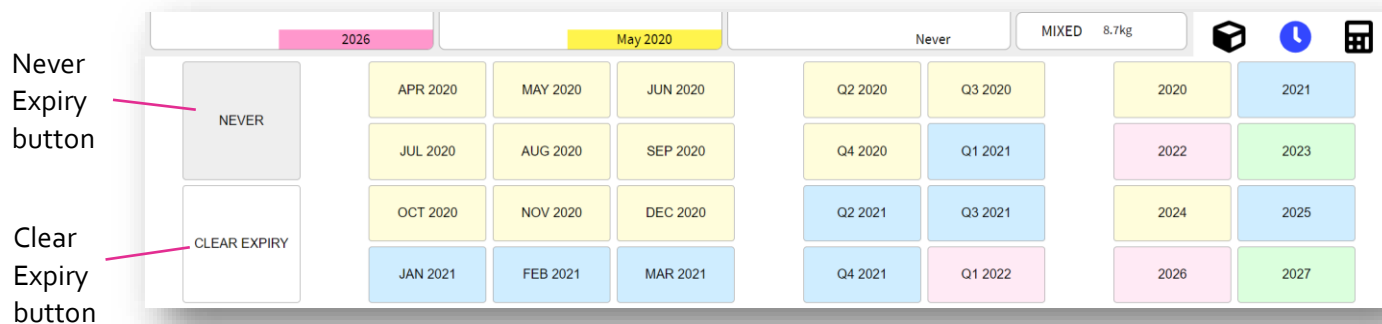 2026 May 2020 Never MIXED 8.7kg
Never
Expiry
button
NEVER
APR 2020 MAY 2020 JUN 2020 Q2 2020 Q3 2020 2020 2021
JUL 2020 AUG 2020 SEP 2020 Q4 2020 Q1 2021 2022 2023
Clear
Expiry
button
CLEAR EXPIRY
OCT 2020 NOV 2020 DEC 2020 Q2 2021 Q3 2021 2024 2025
JAN 2021 FEB 2021 MAR 2021 Q4 2021 Q1 2022 2026 2027